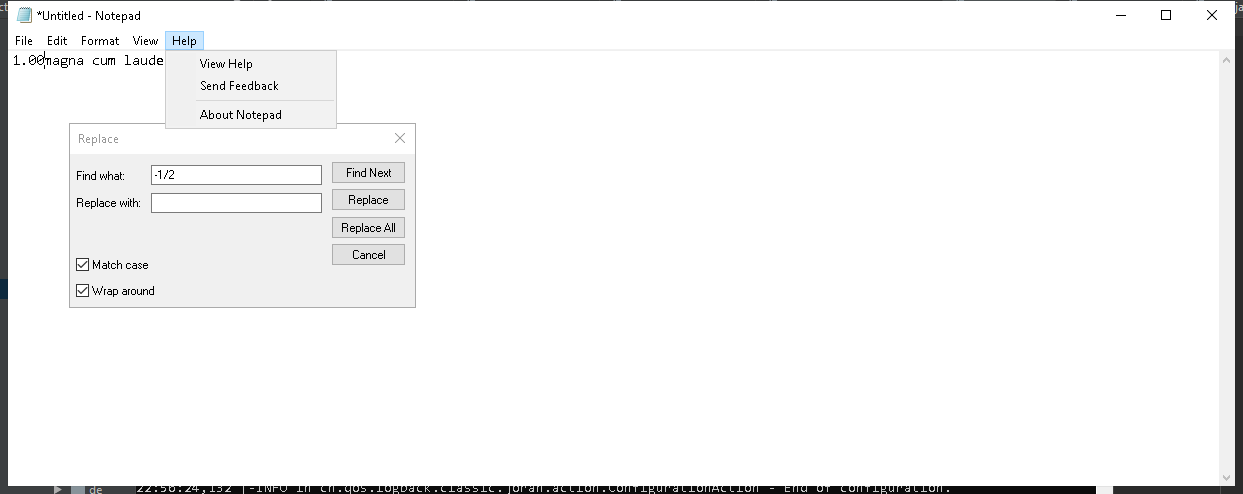 *Untitled - Notepad
File Edit Format View Help
1.00magna cum laude
View Help
Send Feedback
About Notepad
Replace
Find what: -1/2 Find Next
Replace with: Replace
Replace All
Cancel
Match case
Wrap around
de 22:56:24,132 |-INFO in ch.qos.logback.classic.joran.action.ConfigurationAction - End of configuration.